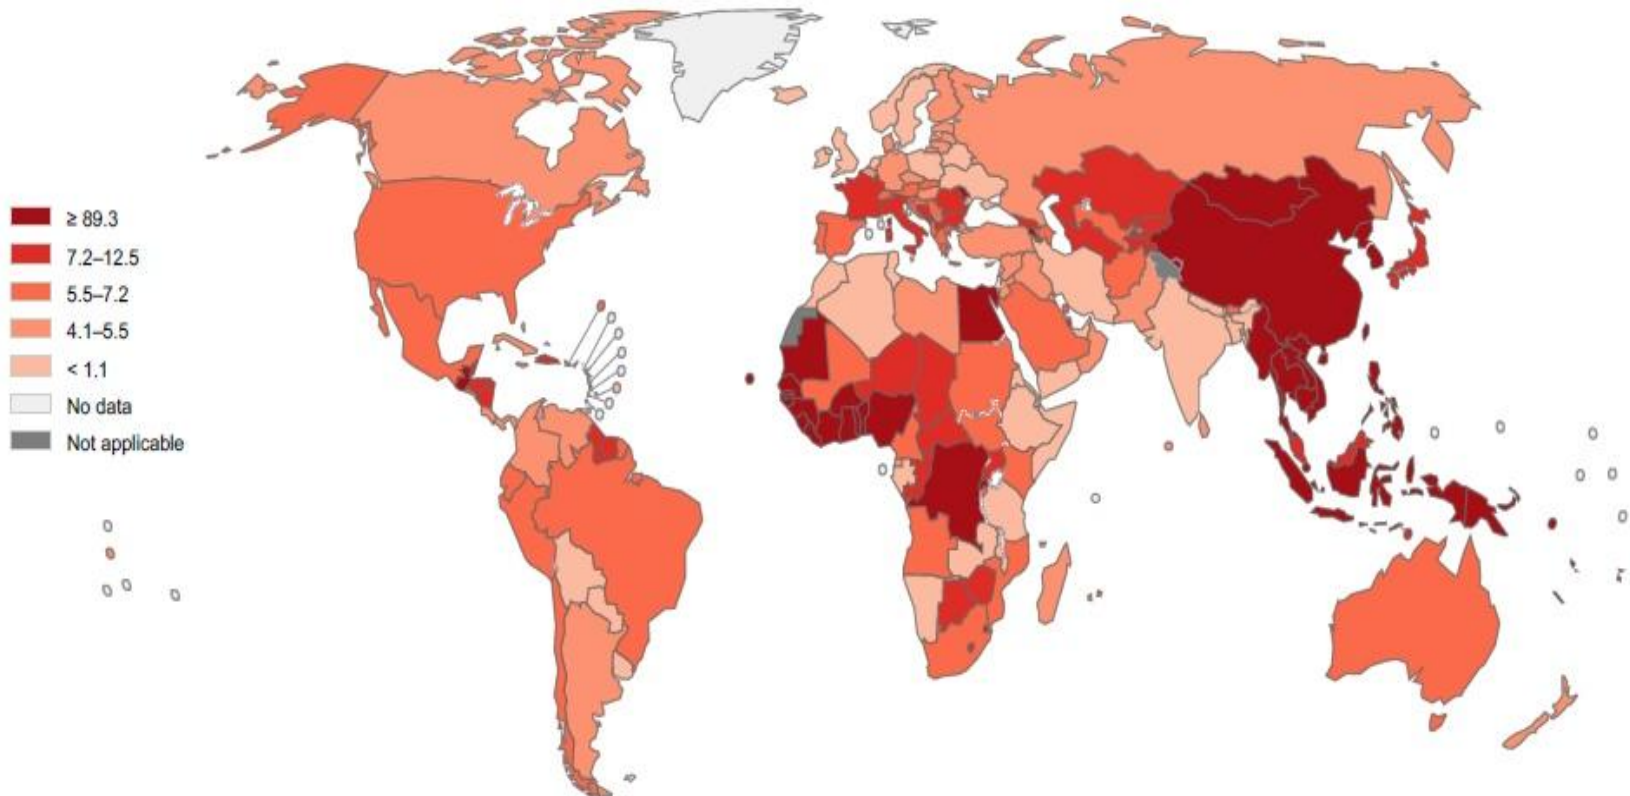 ≥ 89.3
7.2–12.5
5.5–7.2
4.1–5.5
< 1.1
No data
Not applicable